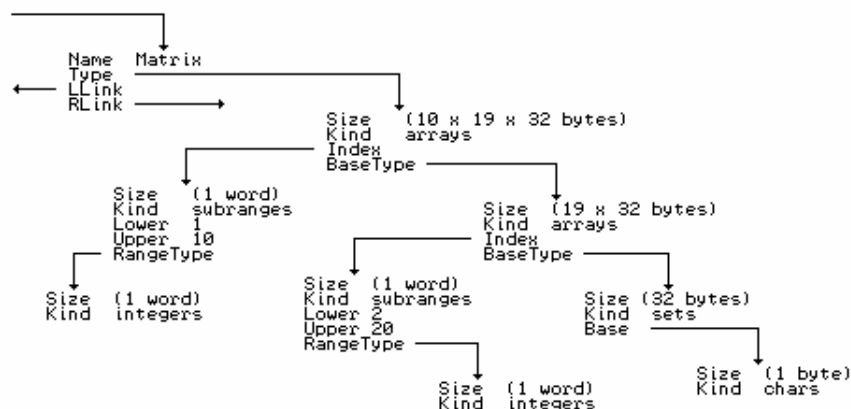 Name Matrix
Type
LLink
RLink
Size (10 x 19 x 32 bytes)
Kind arrays
Index
BaseType
Size (1 word)
Kind subranges
Lower 1
Upper 10
RangeType
Size (19 x 32 bytes)
Kind arrays
Index
BaseType
Size (1 word)
Kind integers
Size (1 word)
Kind subranges
Lower 2
Upper 20
RangeType
Size (32 bytes)
Kind sets
Base
Size (1 word)
Kind integers
Size (1 byte)
Kind chars